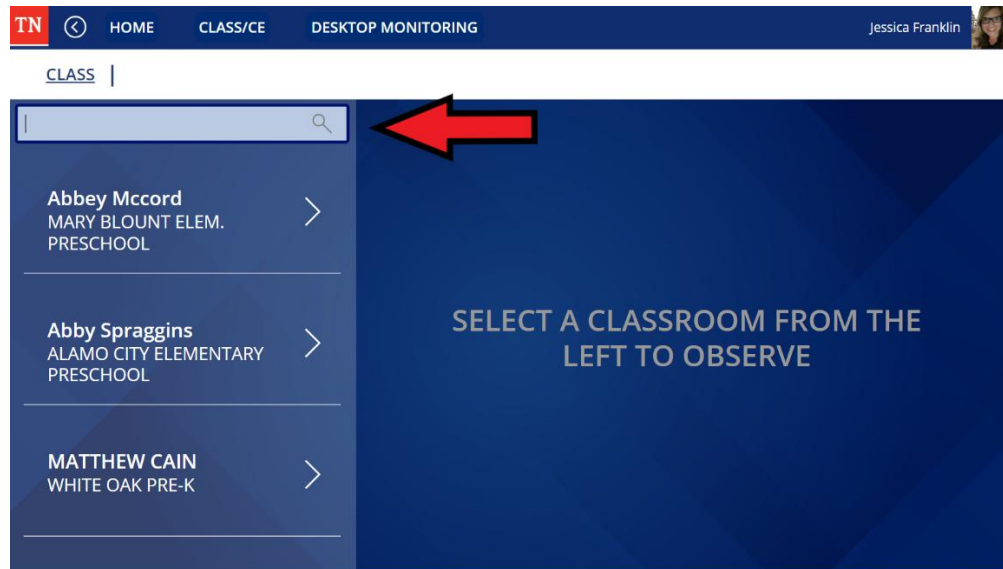 TN HOME CLASS/CE DESKTOP MONITORING Jessica Franklin
CLASS
Abbey Mccord
MARY BLOUNT ELEM.
PRESCHOOL
Abby Spraggins
ALAMO CITY ELEMENTARY
PRESCHOOL
MATTHEW CAIN
WHITE OAK PRE-K
SELECT A CLASSROOM FROM THE
LEFT TO OBSERVE